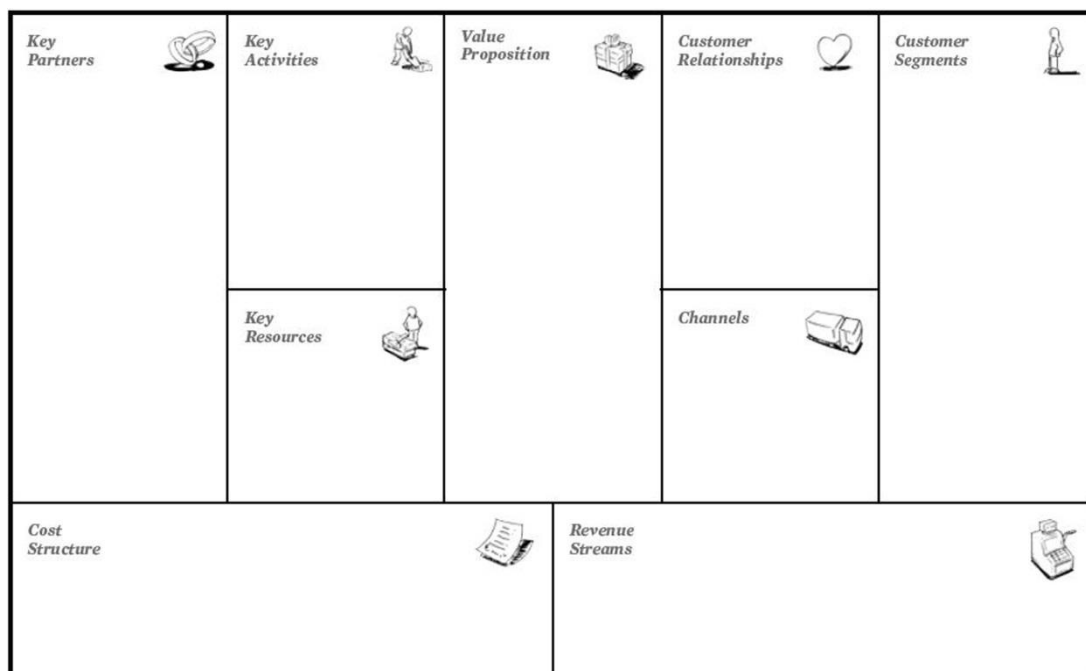 Key
Partners
Key
Activities
Value
Proposition
Customer
Relationships
Customer
Segments
Key
Resources
Channels
Cost
Structure
Revenue
Streams